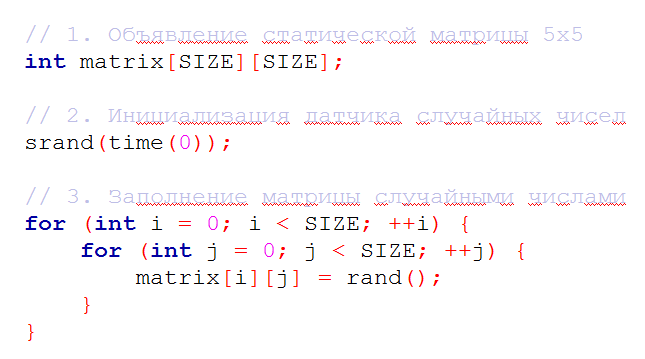 // 1. Объявление статической матрицы 5x5
int matrix[SIZE][SIZE];
// 2. Инициализация датчика случайных чисел
srand(time(0));
// 3. Заполнение матрицы случайными числами
for (int i = 0; i < SIZE; ++i) {
    for (int j = 0; j < SIZE; ++j) {
        matrix[i][j] = rand();
    }
}